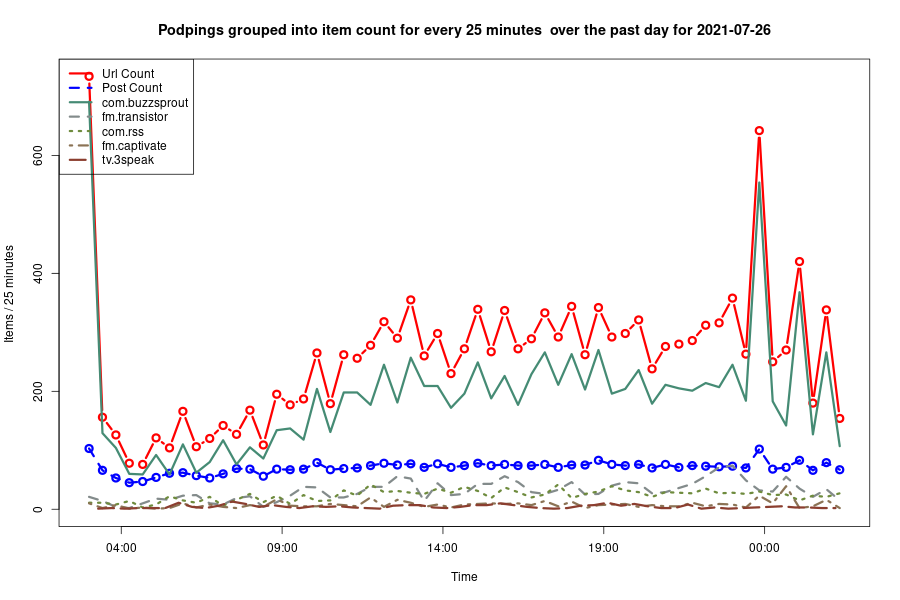 Podpings grouped into item count for every 25 minutes  over the past day for 2021-07-26
Url Count
Post Count
com.buzzsprout
fm.transistor
com.rss
fm.captivate
tv.3speak
Items / 25 minutes
600
400
200
0
04:00
09:00
14:00
19:00
00:00
Time